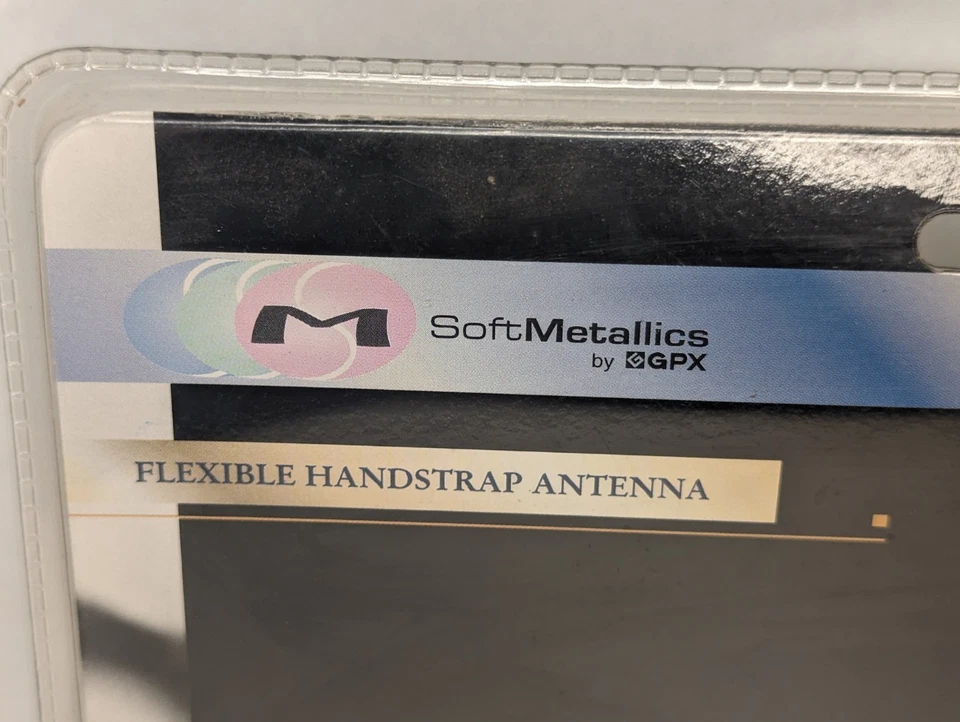 M
SoftMetallics
by GPX
FLEXIBLE HANDSTRAP ANTENNA